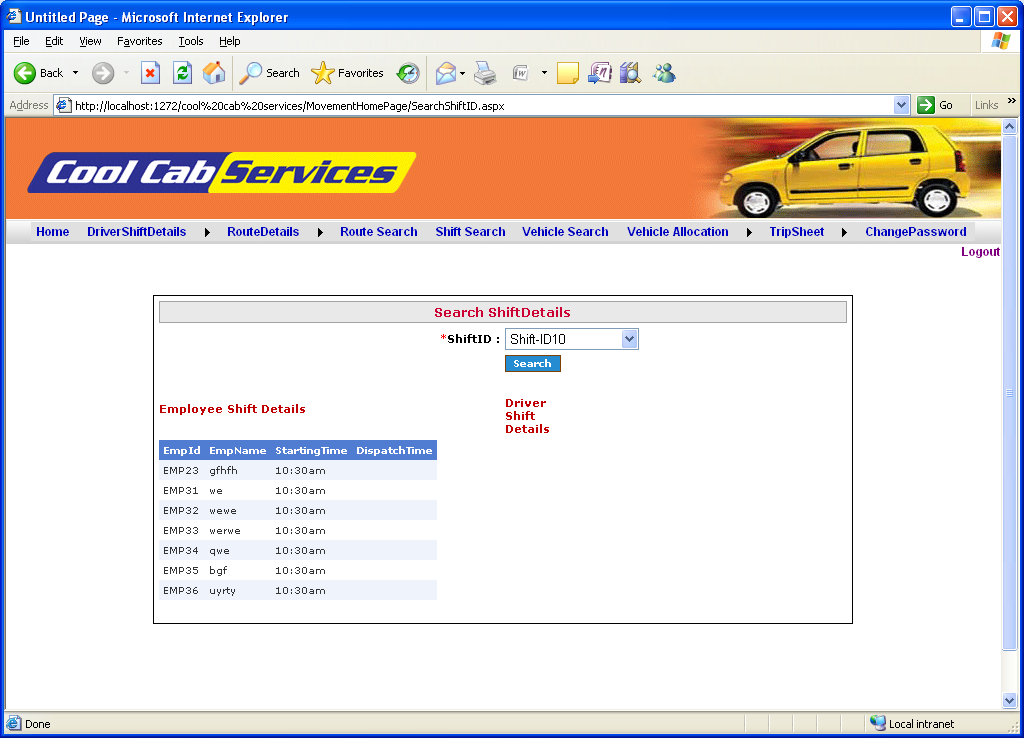 Untitled Page - Microsoft Internet Explorer
File Edit View Favorites Tools Help
Back Search Favorites
Address http://localhost:1272/cool%20cab%20services/MovementHomePage/SearchShiftID.aspx Go Links »
Cool Cab Services
Home DriverShiftDetails RouteDetails Route Search Shift Search Vehicle Search Vehicle Allocation TripSheet ChangePassword
Logout
Search ShiftDetails
*ShiftID : Shift-ID10
Search
Employee Shift Details
Driver
Shift
Details
EmpId EmpName StartingTime DispatchTime
EMP23 gfhfh 10:30am
EMP31 we 10:30am
EMP32 wewe 10:30am
EMP33 werwe 10:30am
EMP34 qwe 10:30am
EMP35 bgf 10:30am
EMP36 uyrty 10:30am
Done Local intranet